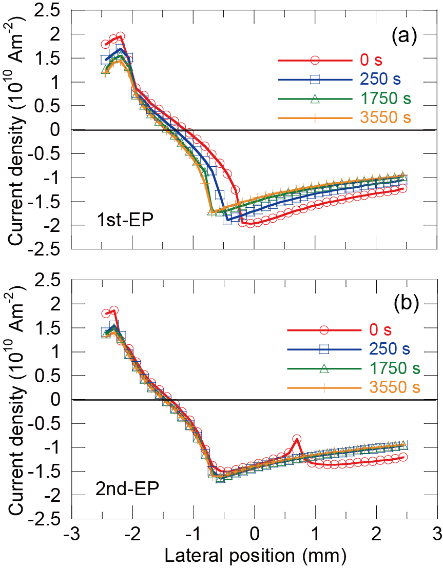 2.5
2
1.5
1
0.5
0
-0.5
-1
-1.5
-2
-2.5
Current density (10^10 Am^-2)
(a)
0 s
250 s
1750 s
3550 s
1st-EP
2.5
2
1.5
1
0.5
0
-0.5
-1
-1.5
-2
-2.5
Current density (10^10 Am^-2)
(b)
0 s
250 s
1750 s
3550 s
2nd-EP
-3 -2 -1 0 1 2 3
Lateral position (mm)